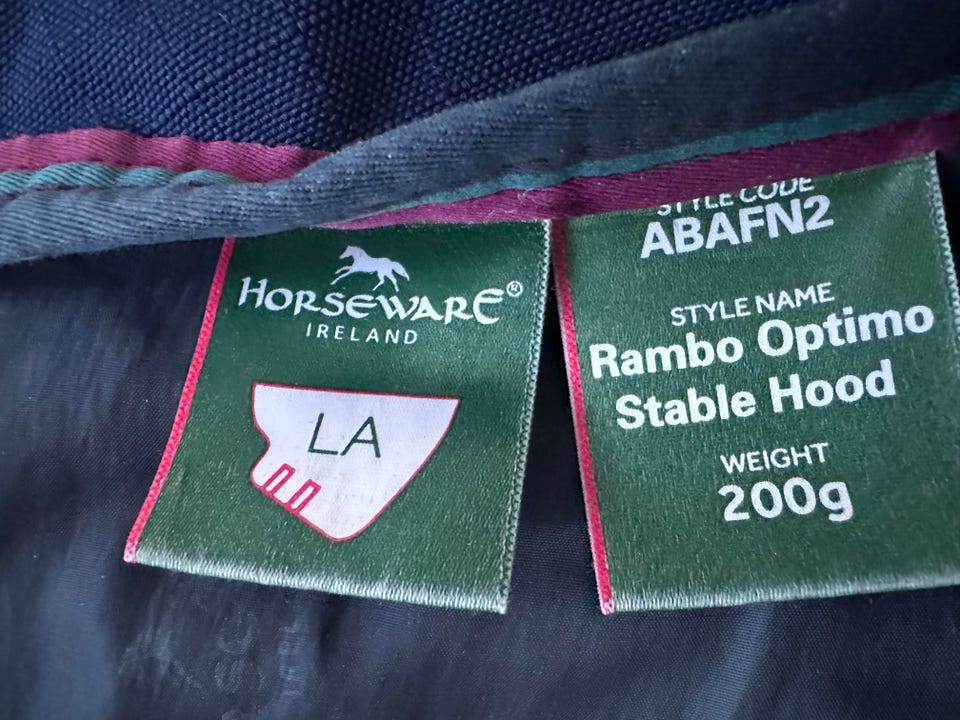 HORSEWARE®
IRELAND
LA
STYLE CODE
ABAFN2
STYLE NAME
Rambo Optimo
Stable Hood
WEIGHT
200g